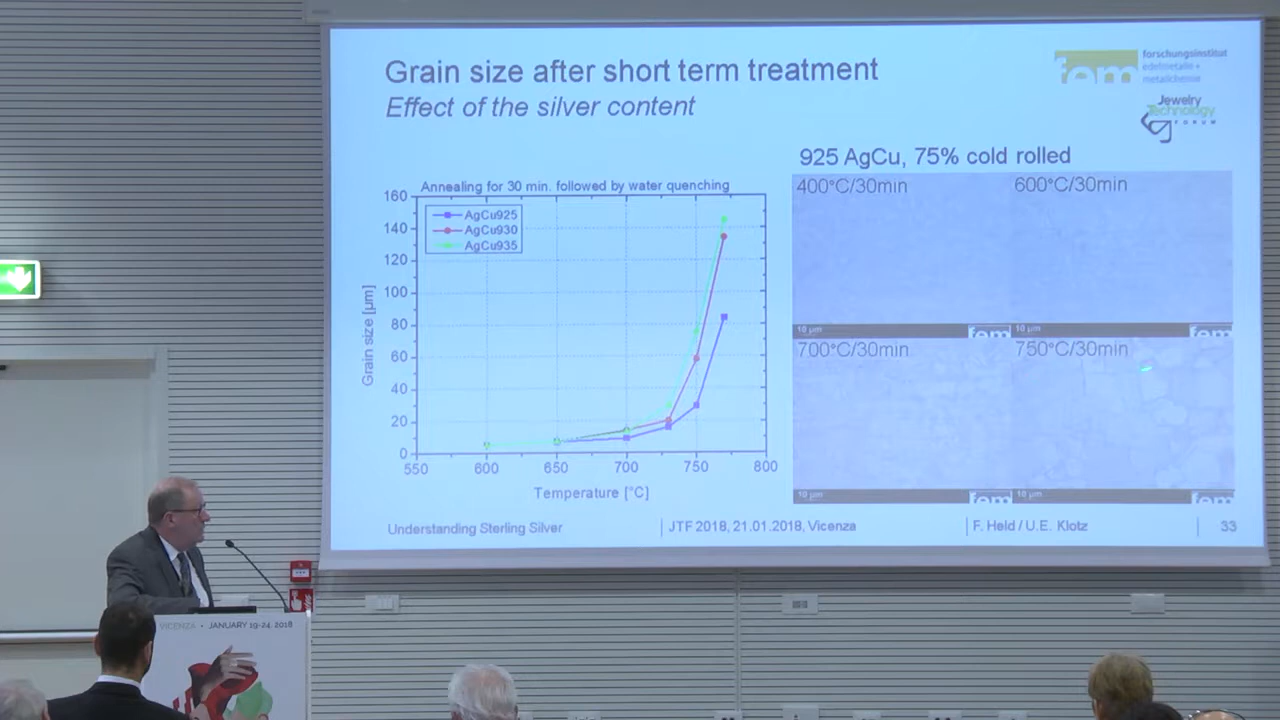 Grain size after short term treatment
Effect of the silver content
fem
forschungsinstitut
edelmetalle +
metallchemie
Jewelry
Technology
FORUM
925 AgCu, 75% cold rolled
Annealing for 30 min. followed by water quenching
AgCu925
AgCu930
AgCu935
160
140
120
100
80
60
40
20
0
Grain size [µm]
550 600 650 700 750 800
Temperature [°C]
400°C/30min
600°C/30min
10 µm
fem
10 µm
fem
700°C/30min
750°C/30min
10 µm
fem
10 µm
fem
Understanding Sterling Silver
JTF 2018, 21.01.2018, Vicenza
F. Held / U.E. Klotz
33
VICENZA • JANUARY 19-24, 2018